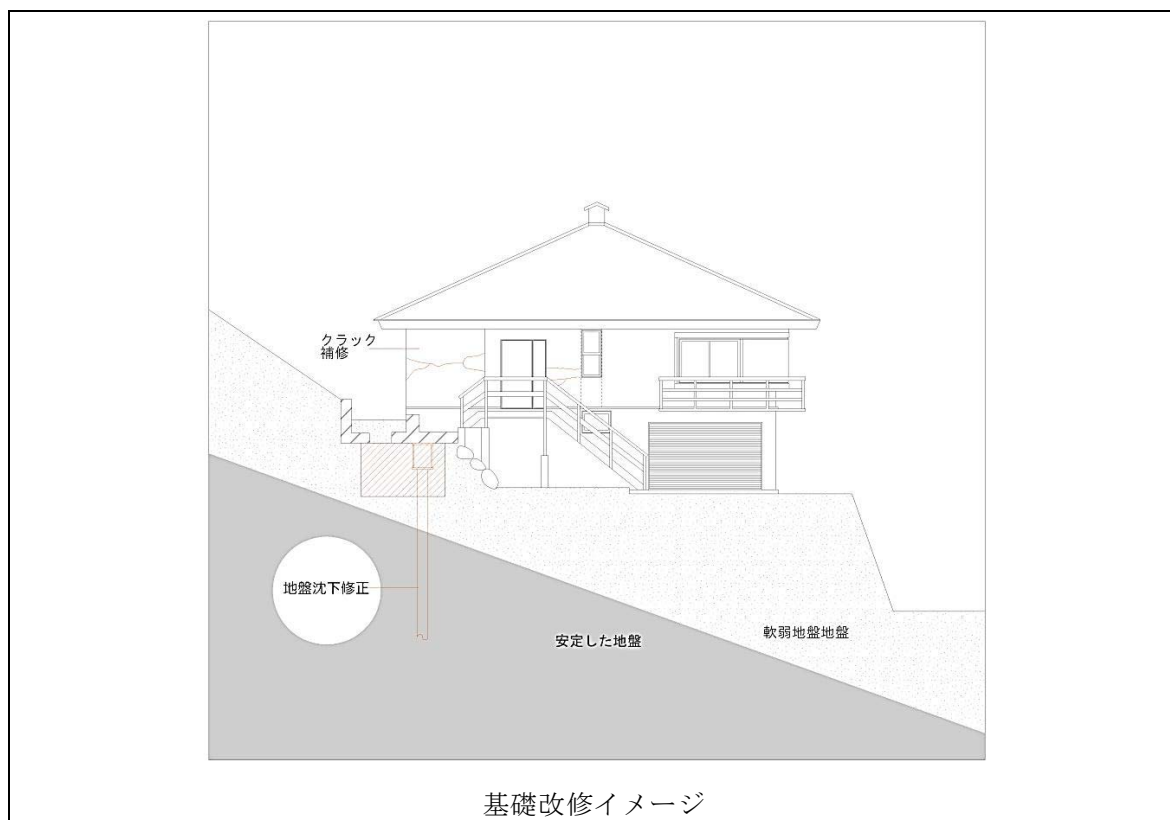 クラック
補修
地盤沈下修正
安定した地盤
軟弱地盤地盤
基礎改修イメージ